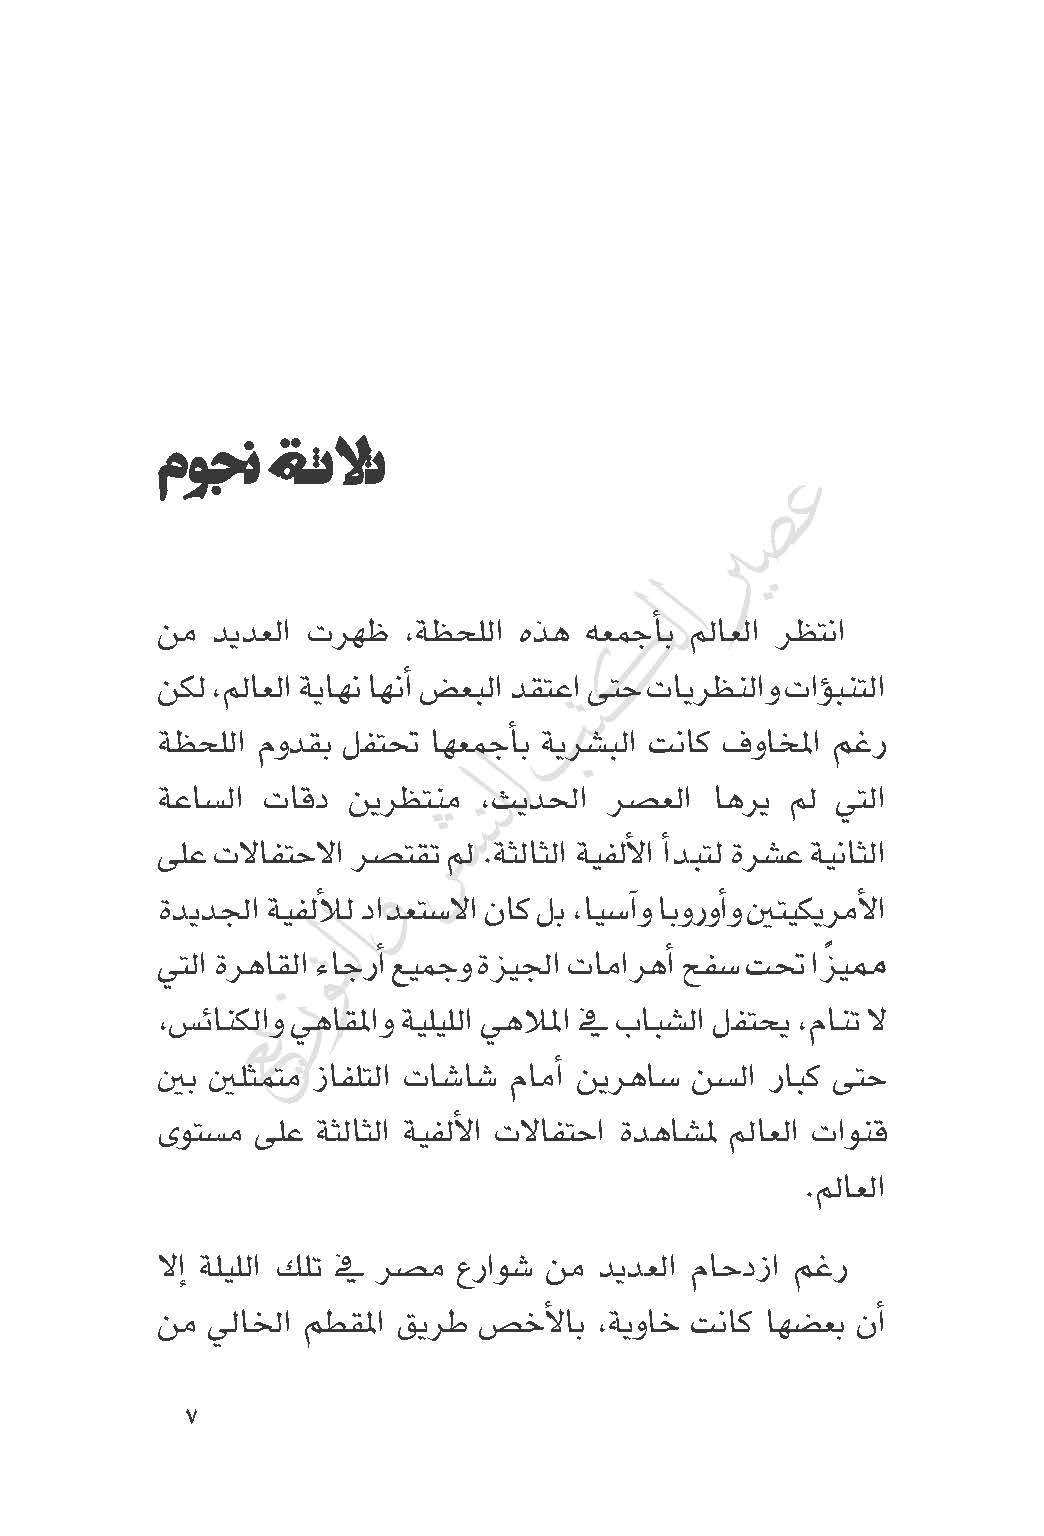 ثلاثة نجوم
عصير الكتب للنشر والتوزيع
انتظر العالم بأجمعه هذه اللحظة، ظهرت العديد من
التنبؤات والنظريات حتى اعتقد البعض أنها نهاية العالم، لكن
رغم المخاوف كانت البشرية بأجمعها تحتفل بقدوم اللحظة
التي لم يرها العصر الحديث، منتظرين دقات الساعة
الثانية عشرة لتبدأ الألفية الثالثة. لم تقتصر الاحتفالات على
الأمريكيتين وأوروبا وآسيا، بل كان الاستعداد للألفية الجديدة
مميزًا تحت سفح أهرامات الجيزة وجميع أرجاء القاهرة التي
لا تنام، يحتفل الشباب في الملاهي الليلية والمقاهي والكنائس،
حتى كبار السن ساهرين أمام شاشات التلفاز متمثلين بين
قنوات العالم لمشاهدة احتفالات الألفية الثالثة على مستوى
العالم.
رغم ازدحام العديد من شوارع مصر في تلك الليلة إلا
أن بعضها كانت خاوية، بالأخص طريق المقطم الخالي من
٧